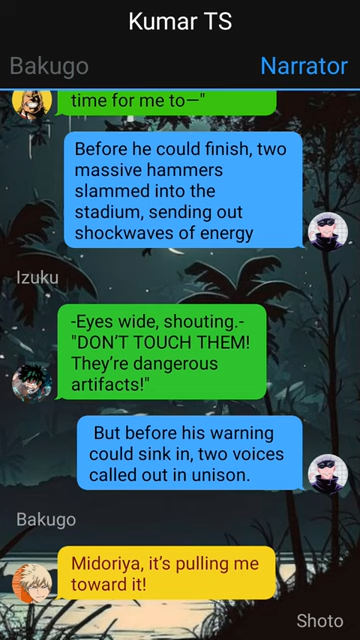 Kumar TS
Bakugo
Narrator
time for me to—"
Before he could finish, two
massive hammers
slammed into the
stadium, sending out
shockwaves of energy
Izuku
-Eyes wide, shouting.-
"DON'T TOUCH THEM!
They're dangerous
artifacts!"
But before his warning
could sink in, two voices
called out in unison.
Bakugo
Midoriya, it's pulling me
toward it!
Shoto